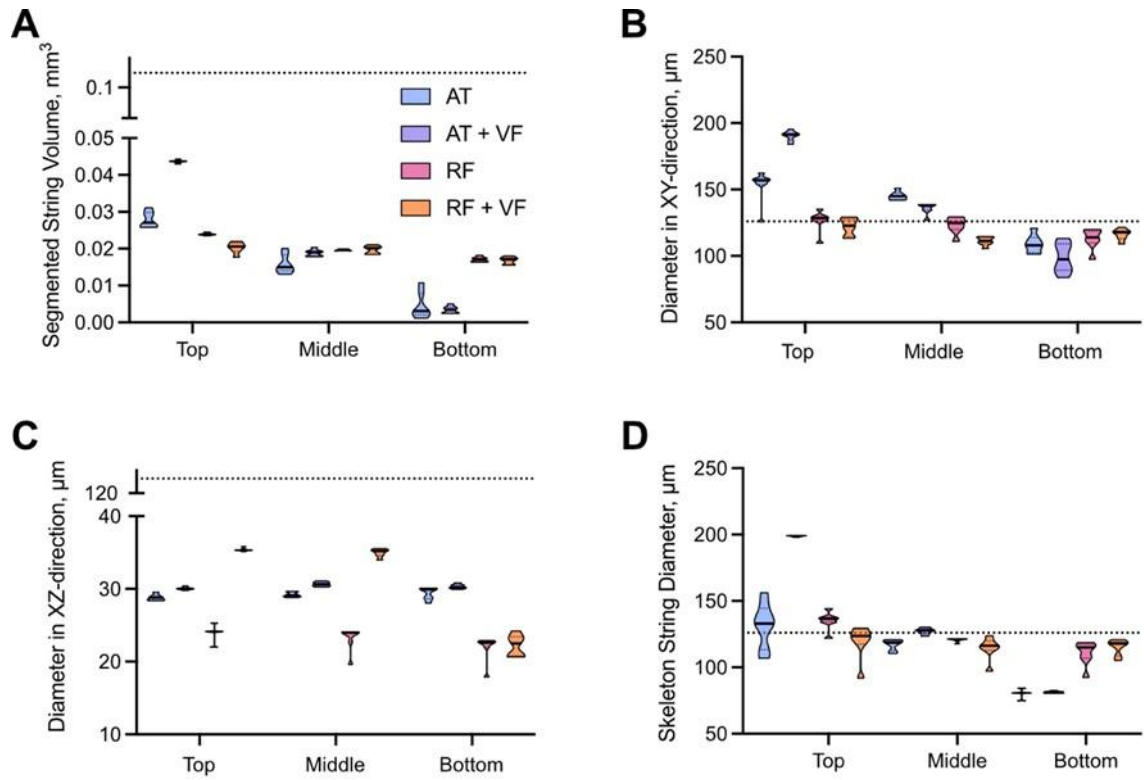 A
Segmented String Volume, mm³
0.1
0.05
0.04
0.03
0.02
0.01
0.00
Top
Middle
Bottom
AT
AT + VF
RF
RF + VF
B
Diameter in XY-direction, µm
250
200
150
100
50
Top
Middle
Bottom
C
Diameter in XZ-direction, µm
120
40
30
20
10
Top
Middle
Bottom
D
Skeleton String Diameter, µm
250
200
150
100
50
Top
Middle
Bottom